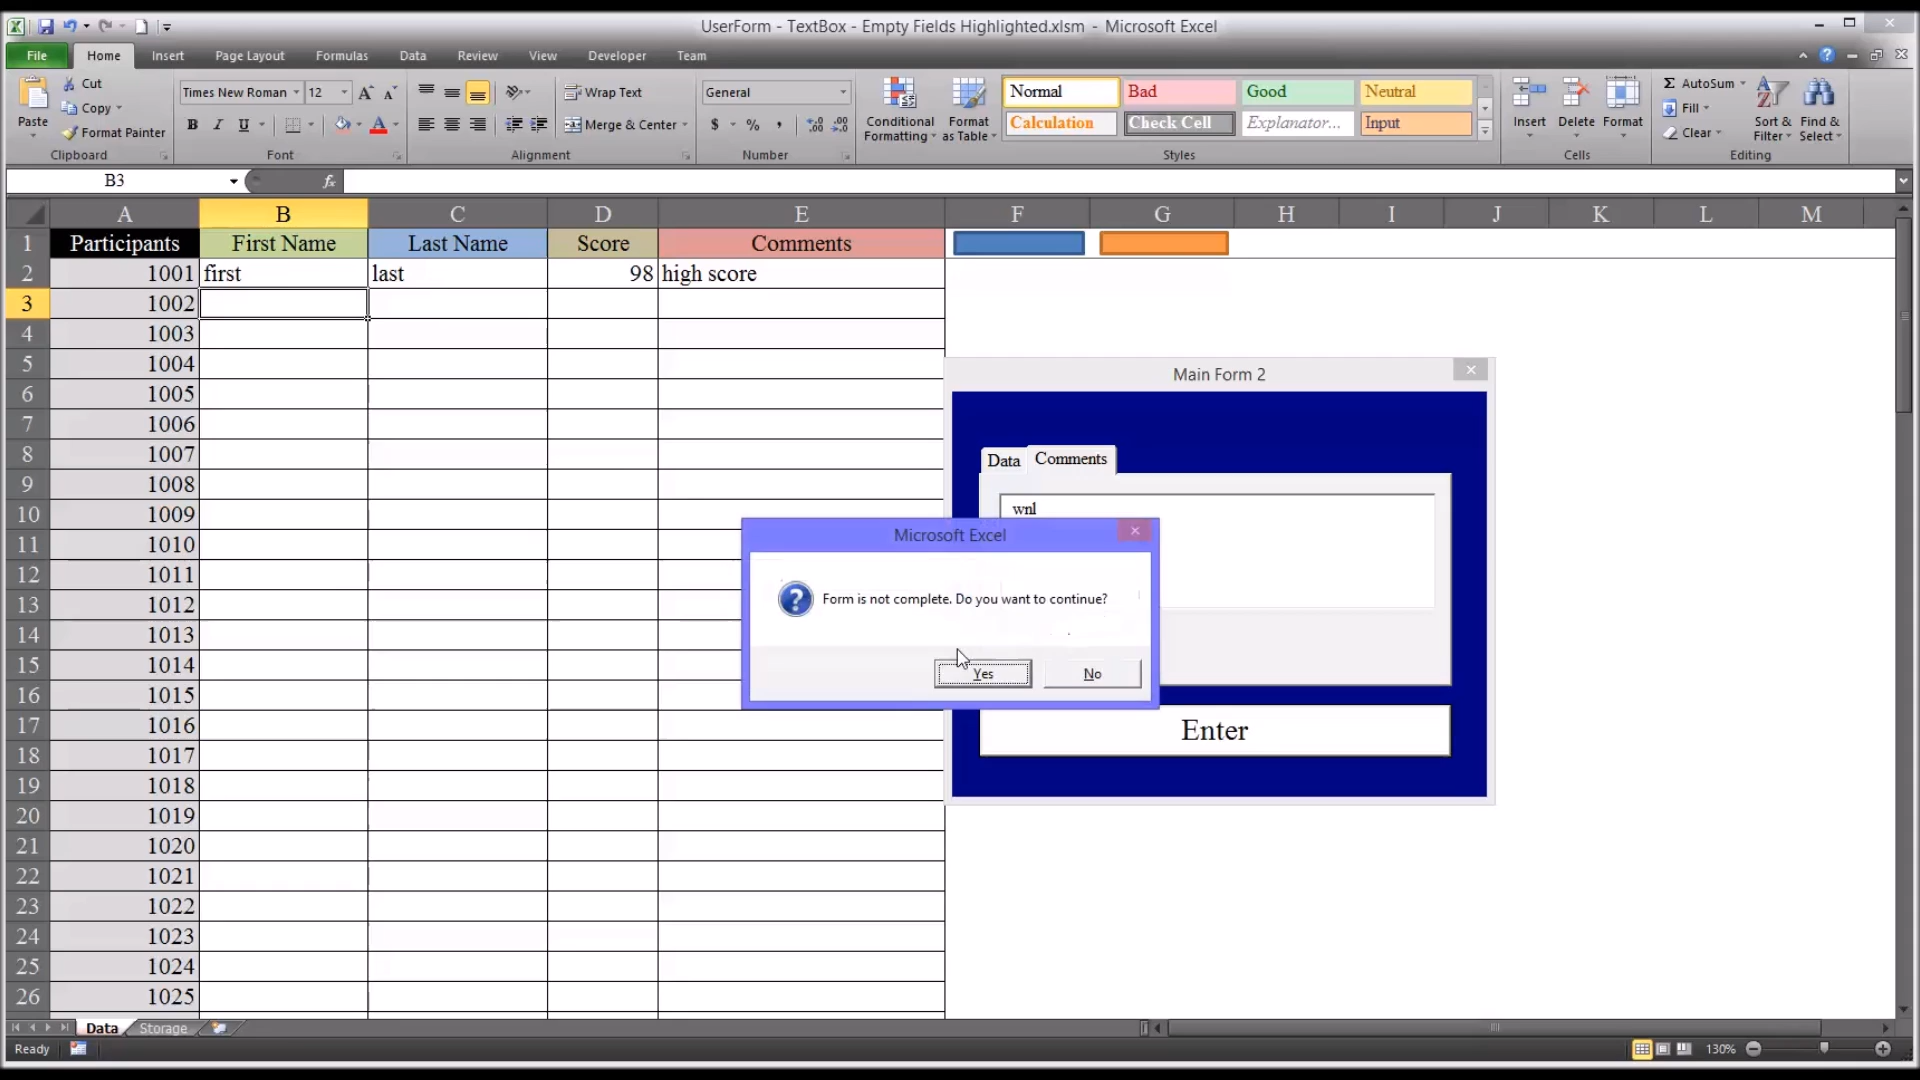 UserForm - TextBox - Empty Fields Highlighted.xlsm - Microsoft Excel
File Home Insert Page Layout Formulas Data Review View Developer Team
Paste
Cut
Copy
Format Painter
Clipboard
Times New Roman 12
B I U
Font
Wrap Text
Merge & Center
Alignment
General
$ % ,
Number
Conditional Formatting
Format as Table
Normal Bad Good Neutral
Calculation Check Cell Explanator... Input
Styles
Insert Delete Format
Cells
Σ AutoSum
Fill
Clear
Sort & Filter
Find & Select
Editing
B3 fx
A B C D E F G H I J K L M
1 Participants First Name Last Name Score Comments
2 1001 first last 98 high score
3 1002
4 1003
5 1004
6 1005
7 1006
8 1007
9 1008
10 1009
11 1010
12 1011
13 1012
14 1013
15 1014
16 1015
17 1016
18 1017
19 1018
20 1019
21 1020
22 1021
23 1022
24 1023
25 1024
26 1025
Main Form 2
Data Comments
wnl
Enter
Microsoft Excel
Form is not complete. Do you want to continue?
Yes No
Data Storage
Ready 130%